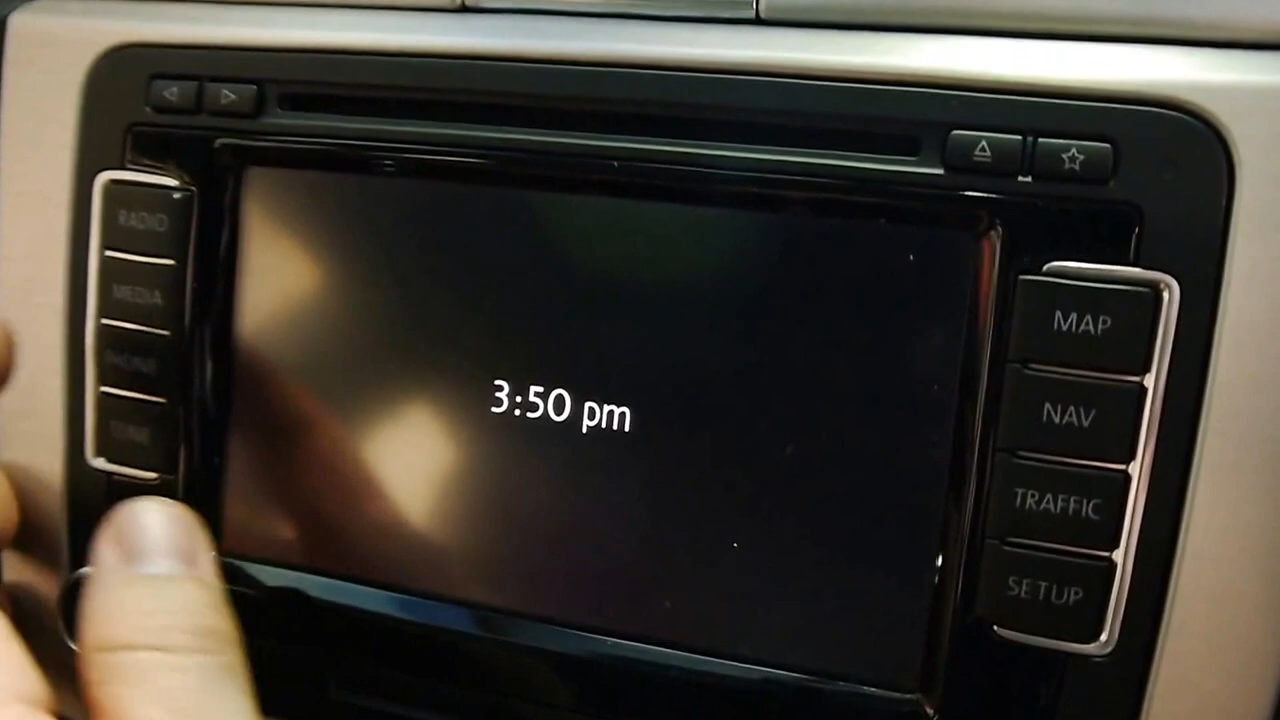 RADIO
MEDIA
PHONE
TUNE
3:50 pm
MAP
NAV
TRAFFIC
SETUP